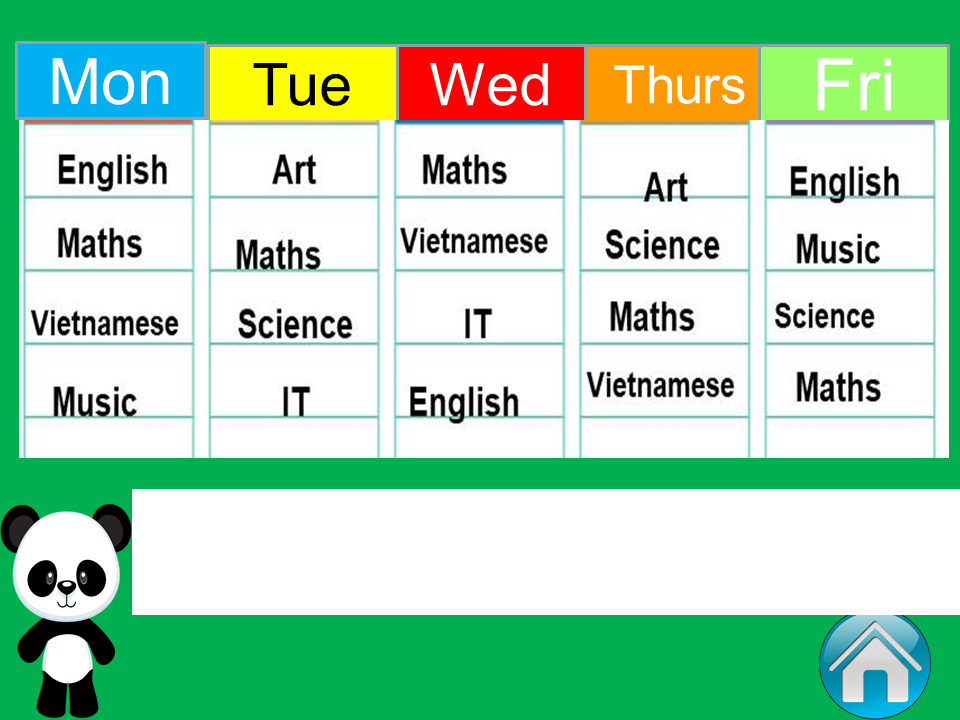 Mon Tue Wed Thurs Fri
English Art Maths Art English
Maths Maths Vietnamese Science Music
Vietnamese Science IT Maths Science
Music IT English Vietnamese Maths